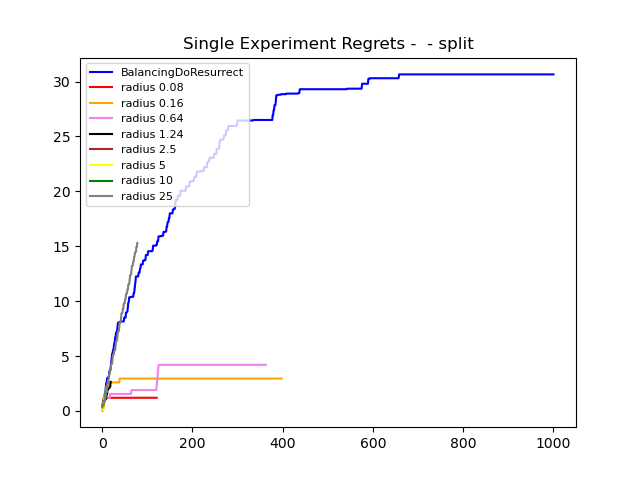 Single Experiment Regrets -  - split
BalancingDoResurrect
radius 0.08
radius 0.16
radius 0.64
radius 1.24
radius 2.5
radius 5
radius 10
radius 25
30
25
20
15
10
5
0
0 200 400 600 800 1000